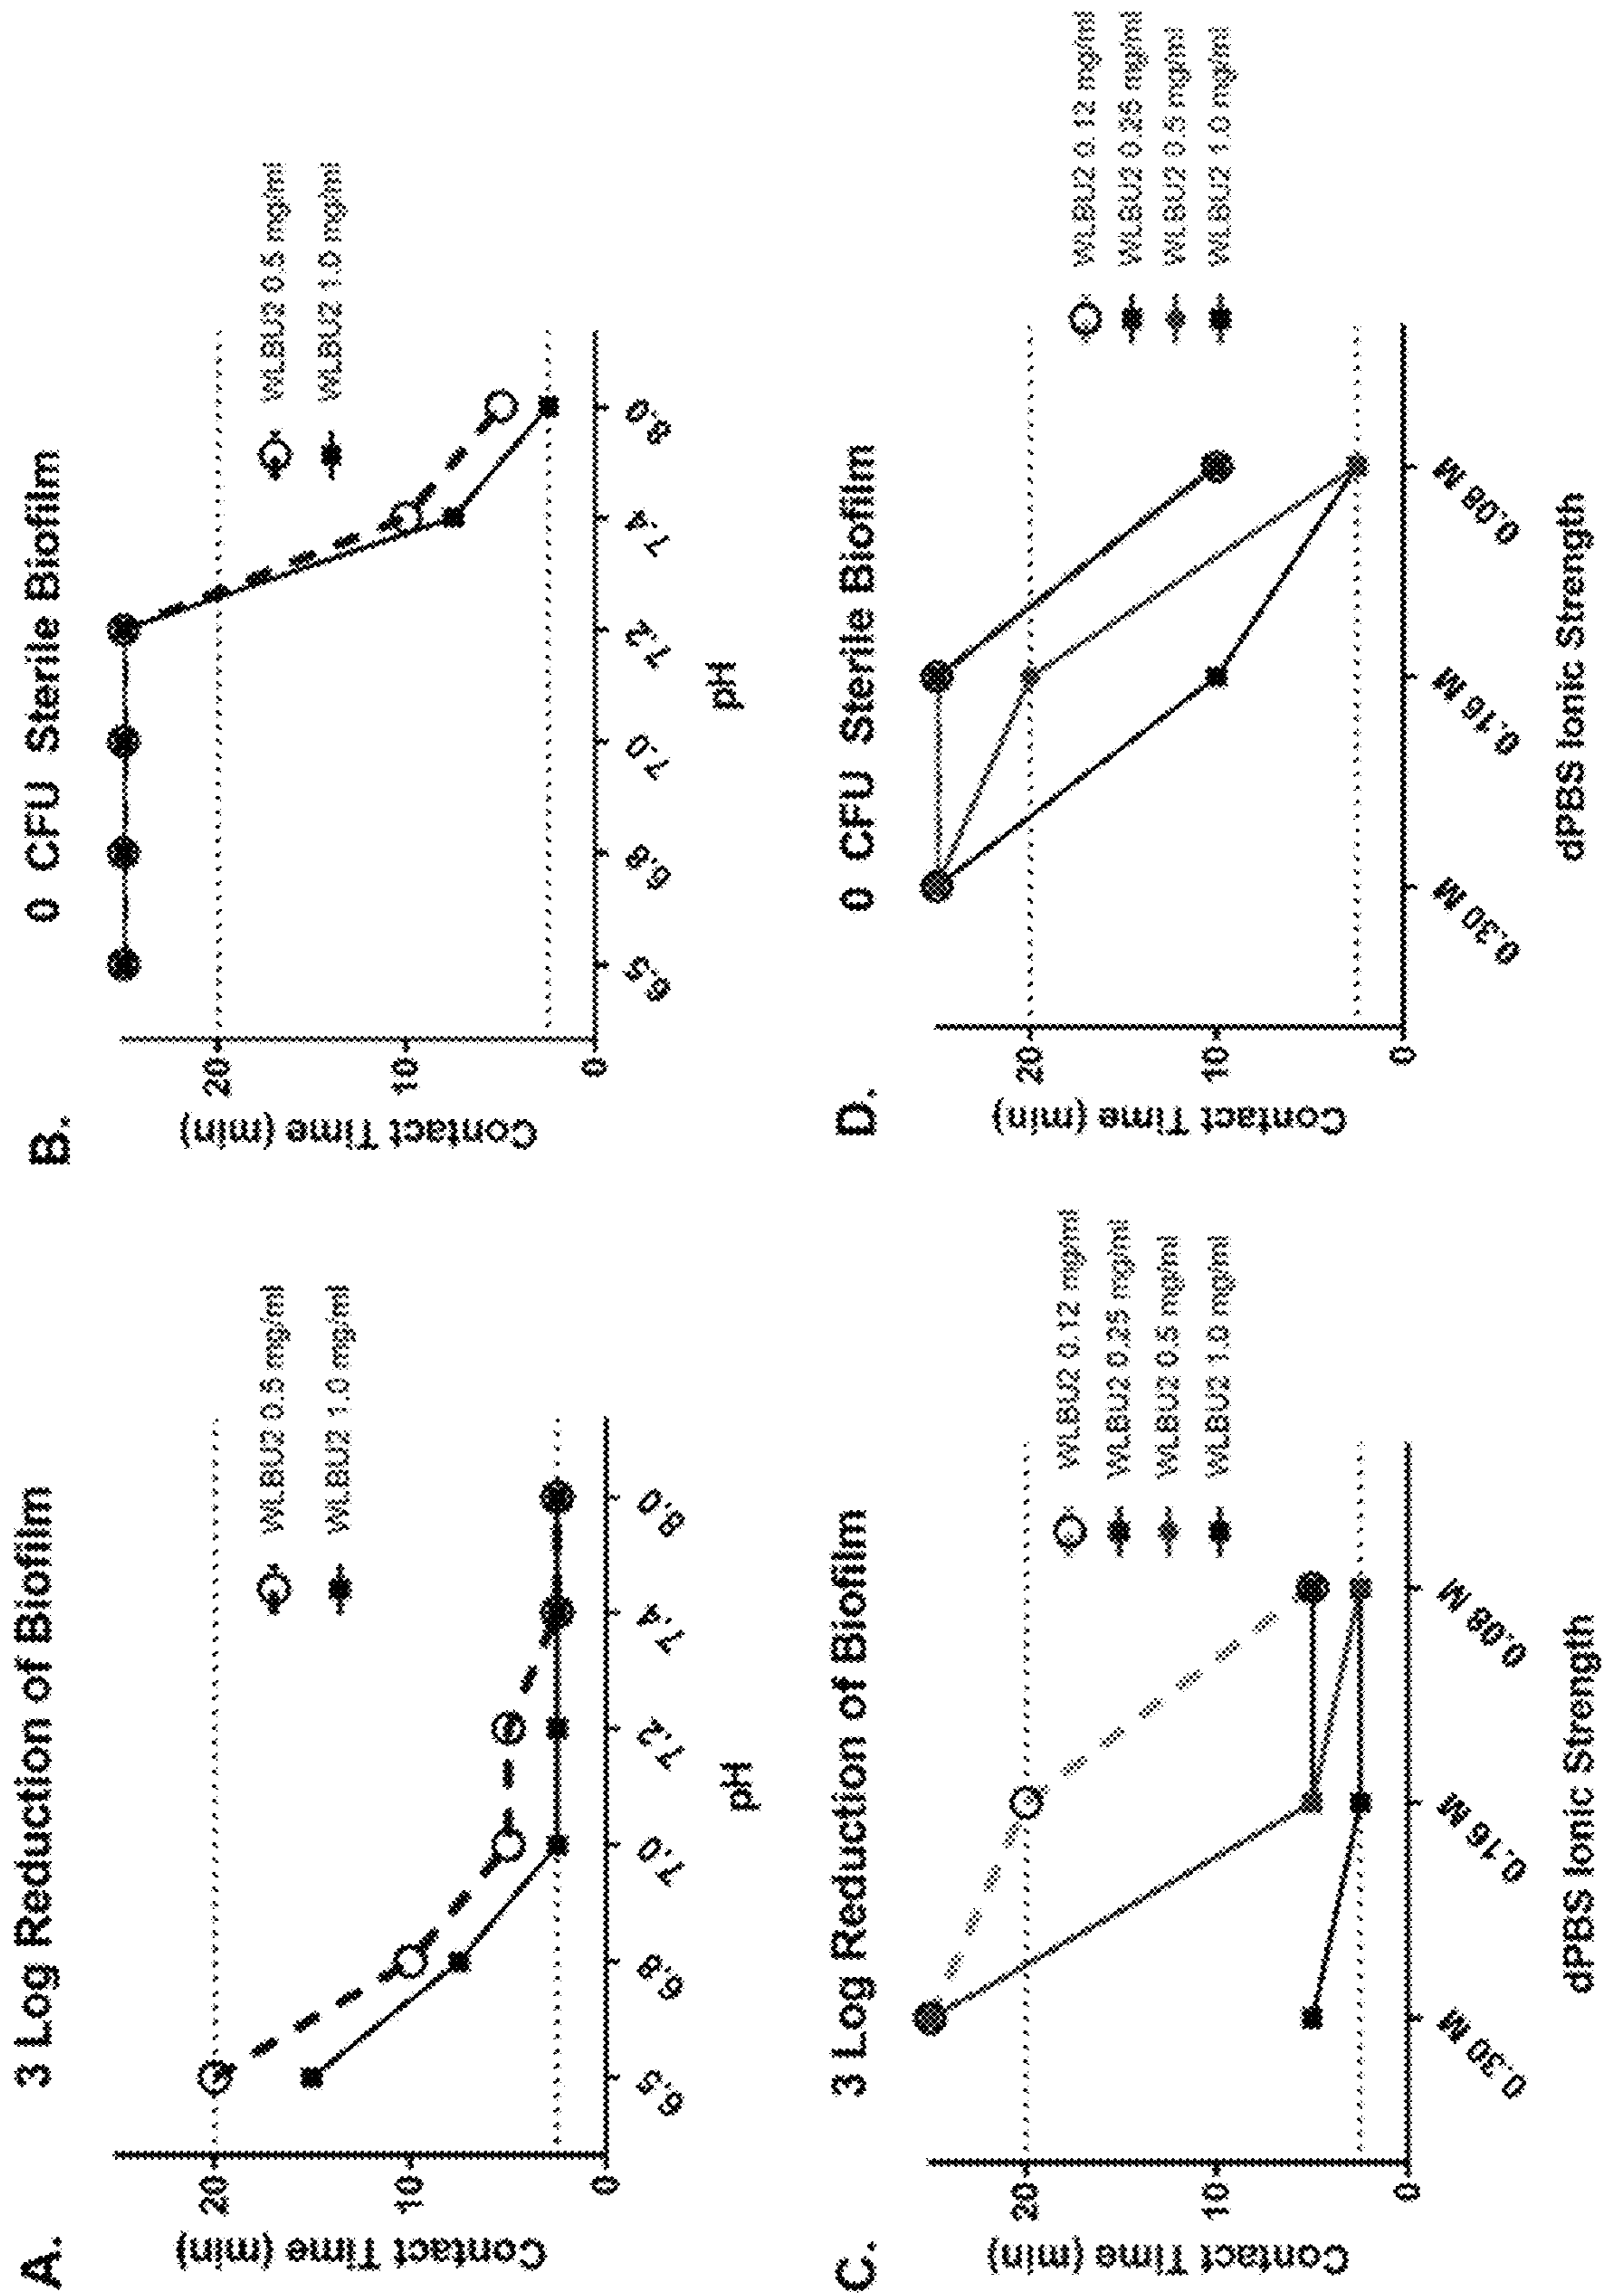 A.
3 Log Reduction of Biofilm
Contact Time (min)
20
10
0
6.5
6.8
7.0
7.2
7.4
8.0
pH
WLBU2 0.5 mg/ml
WLBU2 1.0 mg/ml
B.
0 CFU Sterile Biofilm
Contact Time (min)
20
10
0
6.5
6.8
7.0
7.2
7.4
8.0
pH
WLBU2 0.5 mg/ml
WLBU2 1.0 mg/ml
C.
3 Log Reduction of Biofilm
Contact Time (min)
20
10
0
0.30 M
0.16 M
0.08 M
dPBS Ionic Strength
WLBU2 0.12 mg/ml
WLBU2 0.25 mg/ml
WLBU2 0.5 mg/ml
WLBU2 1.0 mg/ml
D.
0 CFU Sterile Biofilm
Contact Time (min)
20
10
0
0.30 M
0.16 M
0.08 M
dPBS Ionic Strength
WLBU2 0.12 mg/ml
WLBU2 0.25 mg/ml
WLBU2 0.5 mg/ml
WLBU2 1.0 mg/ml